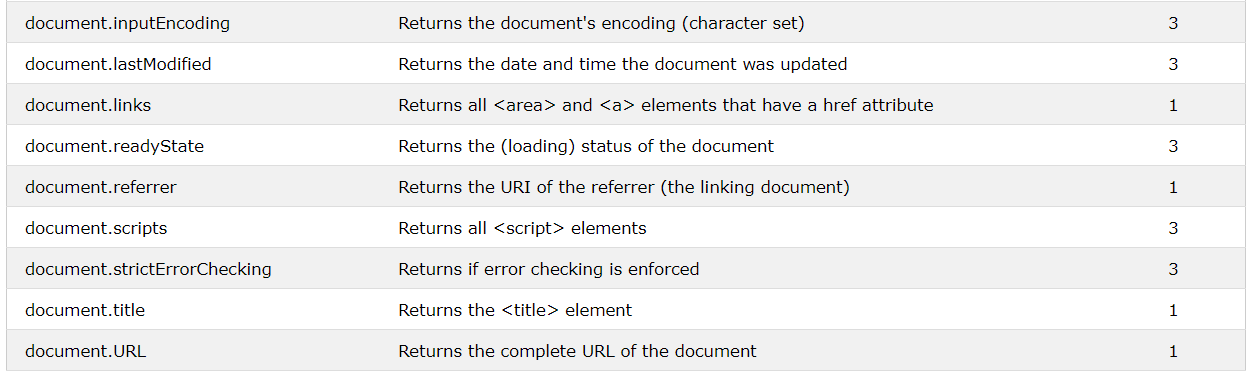 document.inputEncoding Returns the document's encoding (character set) 3
document.lastModified Returns the date and time the document was updated 3
document.links Returns all <area> and <a> elements that have a href attribute 1
document.readyState Returns the (loading) status of the document 3
document.referrer Returns the URI of the referrer (the linking document) 1
document.scripts Returns all <script> elements 3
document.strictErrorChecking Returns if error checking is enforced 3
document.title Returns the <title> element 1
document.URL Returns the complete URL of the document 1